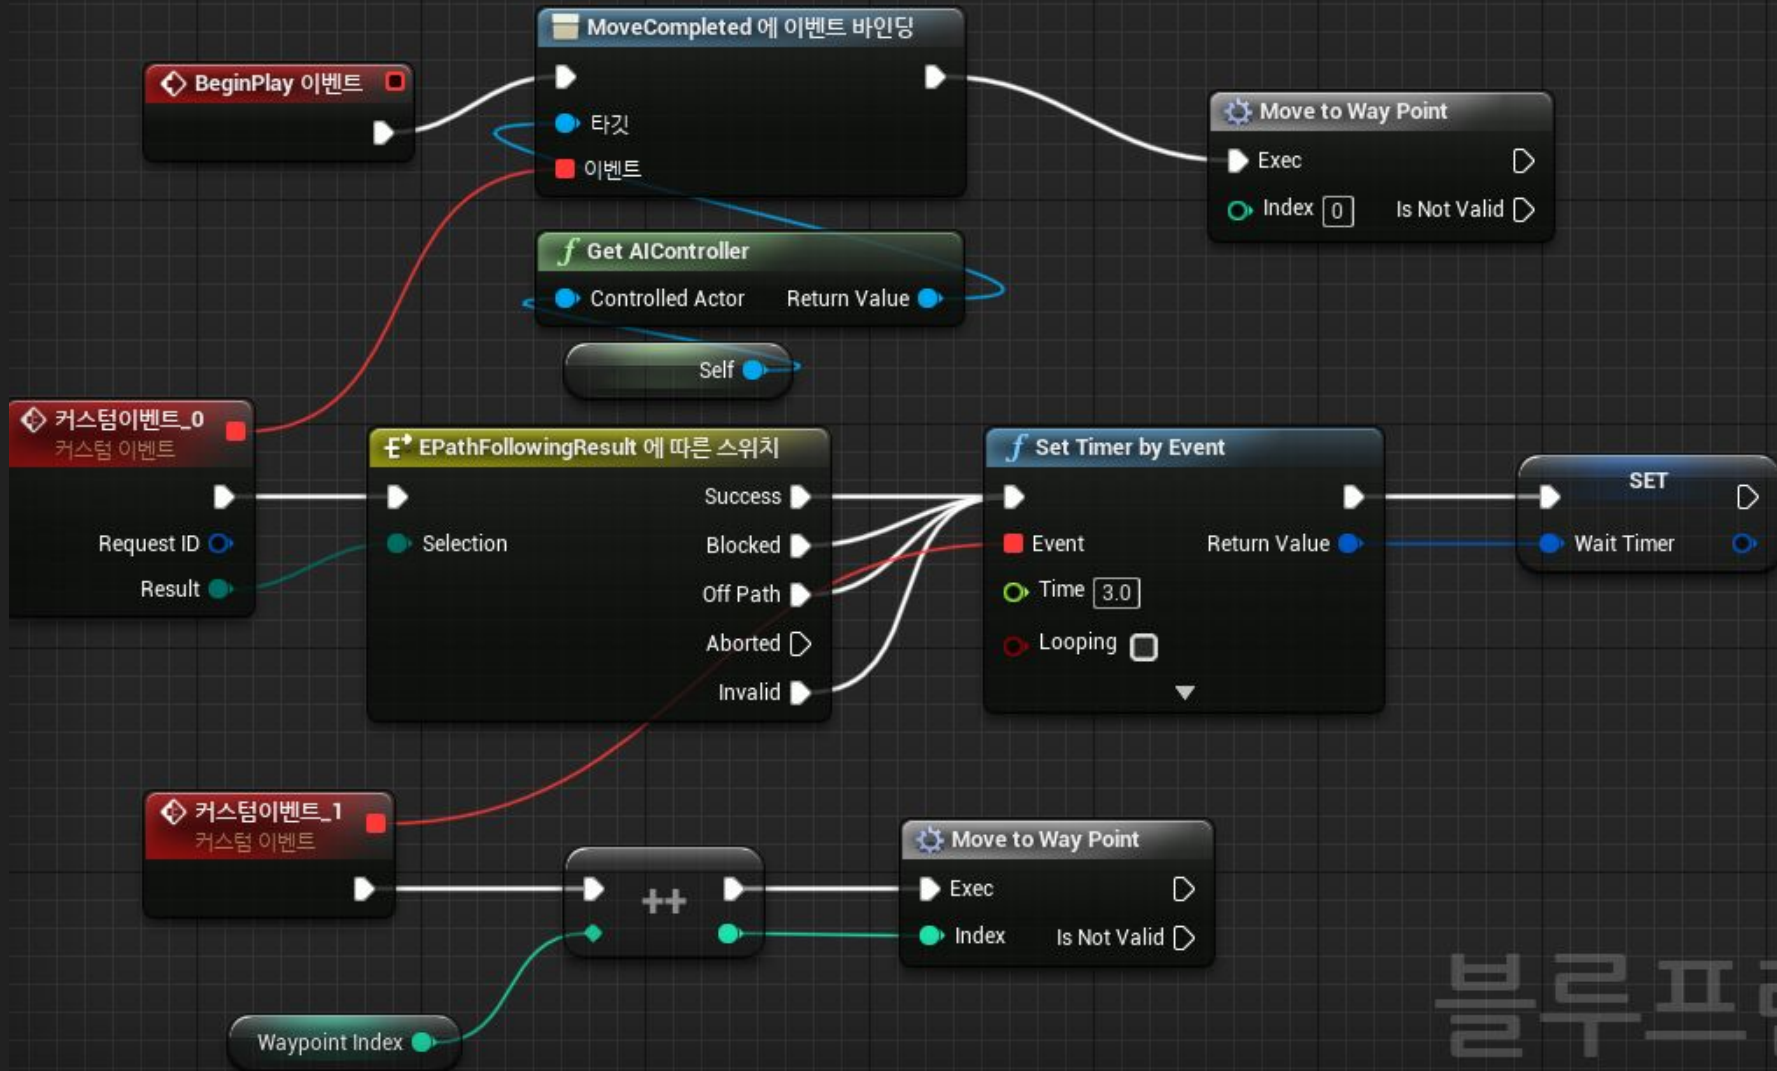 MoveCompleted 에 이벤트 바인딩
타깃
이벤트
BeginPlay 이벤트
Move to Way Point
Exec
Index 0 Is Not Valid
Get AIController
Controlled Actor Return Value
Self
커스텀이벤트_0
커스텀 이벤트
Request ID
Result
EPathFollowingResult 에 따른 스위치
Success
Selection Blocked
Off Path
Aborted
Invalid
Set Timer by Event
Event Return Value
Time 3.0
Looping
SET
Wait Timer
커스텀이벤트_1
커스텀 이벤트
++
Move to Way Point
Exec
Index Is Not Valid
Waypoint Index
블루프